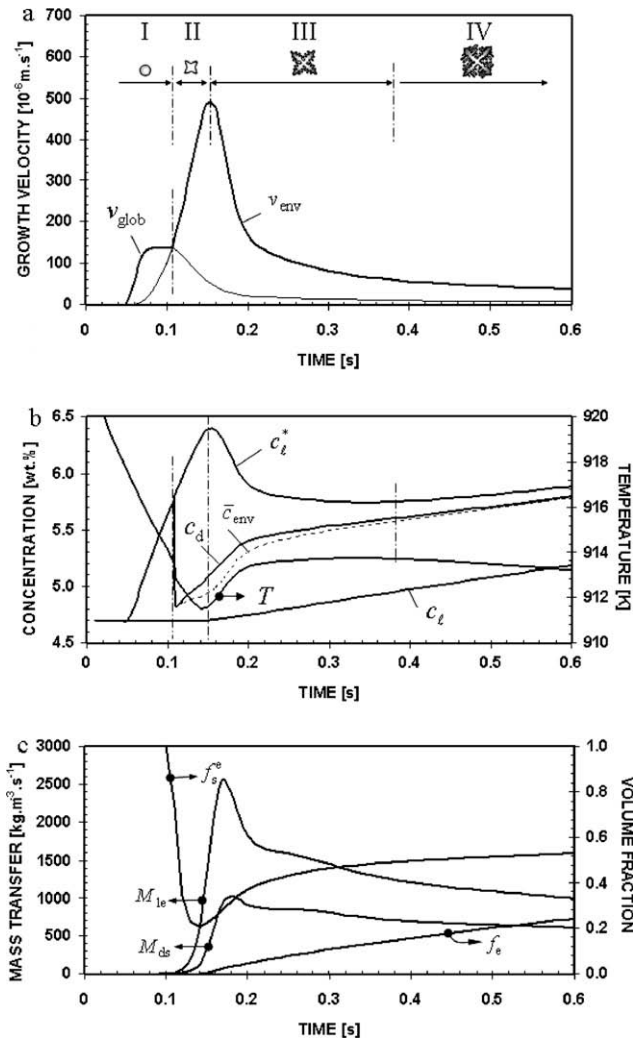 a
I II III IV
700
600
500
400
300
200
100
0
GROWTH VELOCITY [10⁻⁶m.s⁻¹]
v_glob
v_env
0 0.1 0.2 0.3 0.4 0.5 0.6
TIME [s]
b
6.5
6.0
5.5
5.0
4.5
CONCENTRATION [wt.%]
c_ℓ^*
c_d
c̅_env
T
c_ℓ
920
918
916
914
912
910
TEMPERATURE [K]
0 0.1 0.2 0.3 0.4 0.5 0.6
TIME [s]
c
3000
2500
2000
1500
1000
500
0
MASS TRANSFER [kg.m³.s⁻¹]
f_s^e
M_le
M_ds
f_e
1.0
0.8
0.6
0.4
0.2
0.0
VOLUME FRACTION
0 0.1 0.2 0.3 0.4 0.5 0.6
TIME [s]